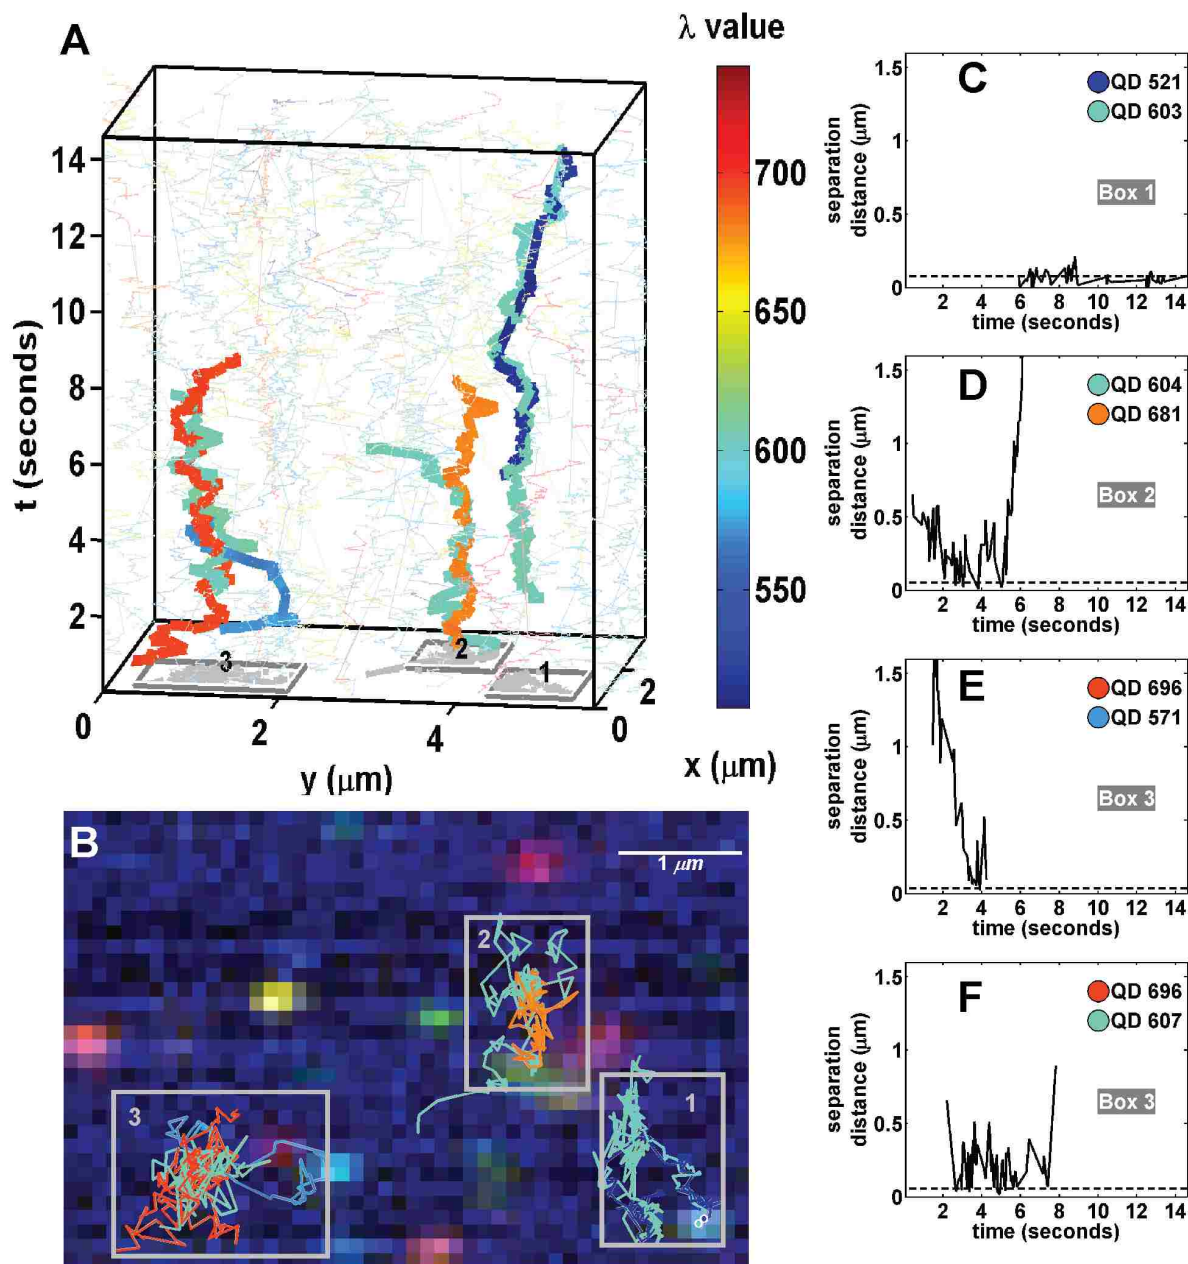 A
λ value
t (seconds)
14
12
10
8
6
4
2
0
2
4
y (μm)
0
2
x (μm)
3
2
1
700
650
600
550
B
1 μm
2
1
3
C
QD 521
QD 603
Box 1
separation
distance (μm)
1.5
1
0.5
0
2 4 6 8 10 12 14
time (seconds)
D
QD 604
QD 681
Box 2
separation
distance (μm)
1.5
1
0.5
0
2 4 6 8 10 12 14
time (seconds)
E
QD 696
QD 571
Box 3
separation
distance (μm)
1.5
1
0.5
0
2 4 6 8 10 12 14
time (seconds)
F
QD 696
QD 607
Box 3
separation
distance (μm)
1.5
1
0.5
0
2 4 6 8 10 12 14
time (seconds)